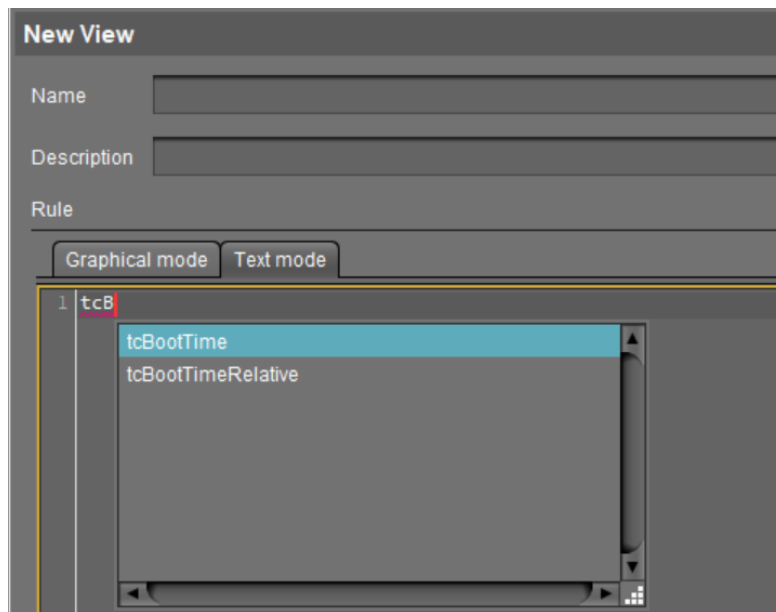 New View
Name
Description
Rule
Graphical mode Text mode
1 tcB
tcBootTime
tcBootTimeRelative